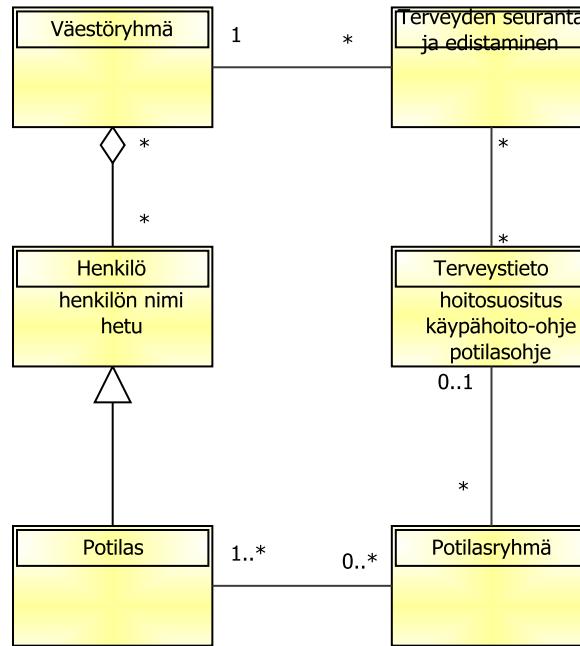 Väestöryhmä
1
*
Terveyden seuranta
ja edistaminen
*
*
*
*
Henkilö
henkilön nimi
hetu
Terveystieto
hoitosuositus
käypähoito-ohje
potilasohje
0..1
*
Potilas
1..*
0..*
Potilasryhmä